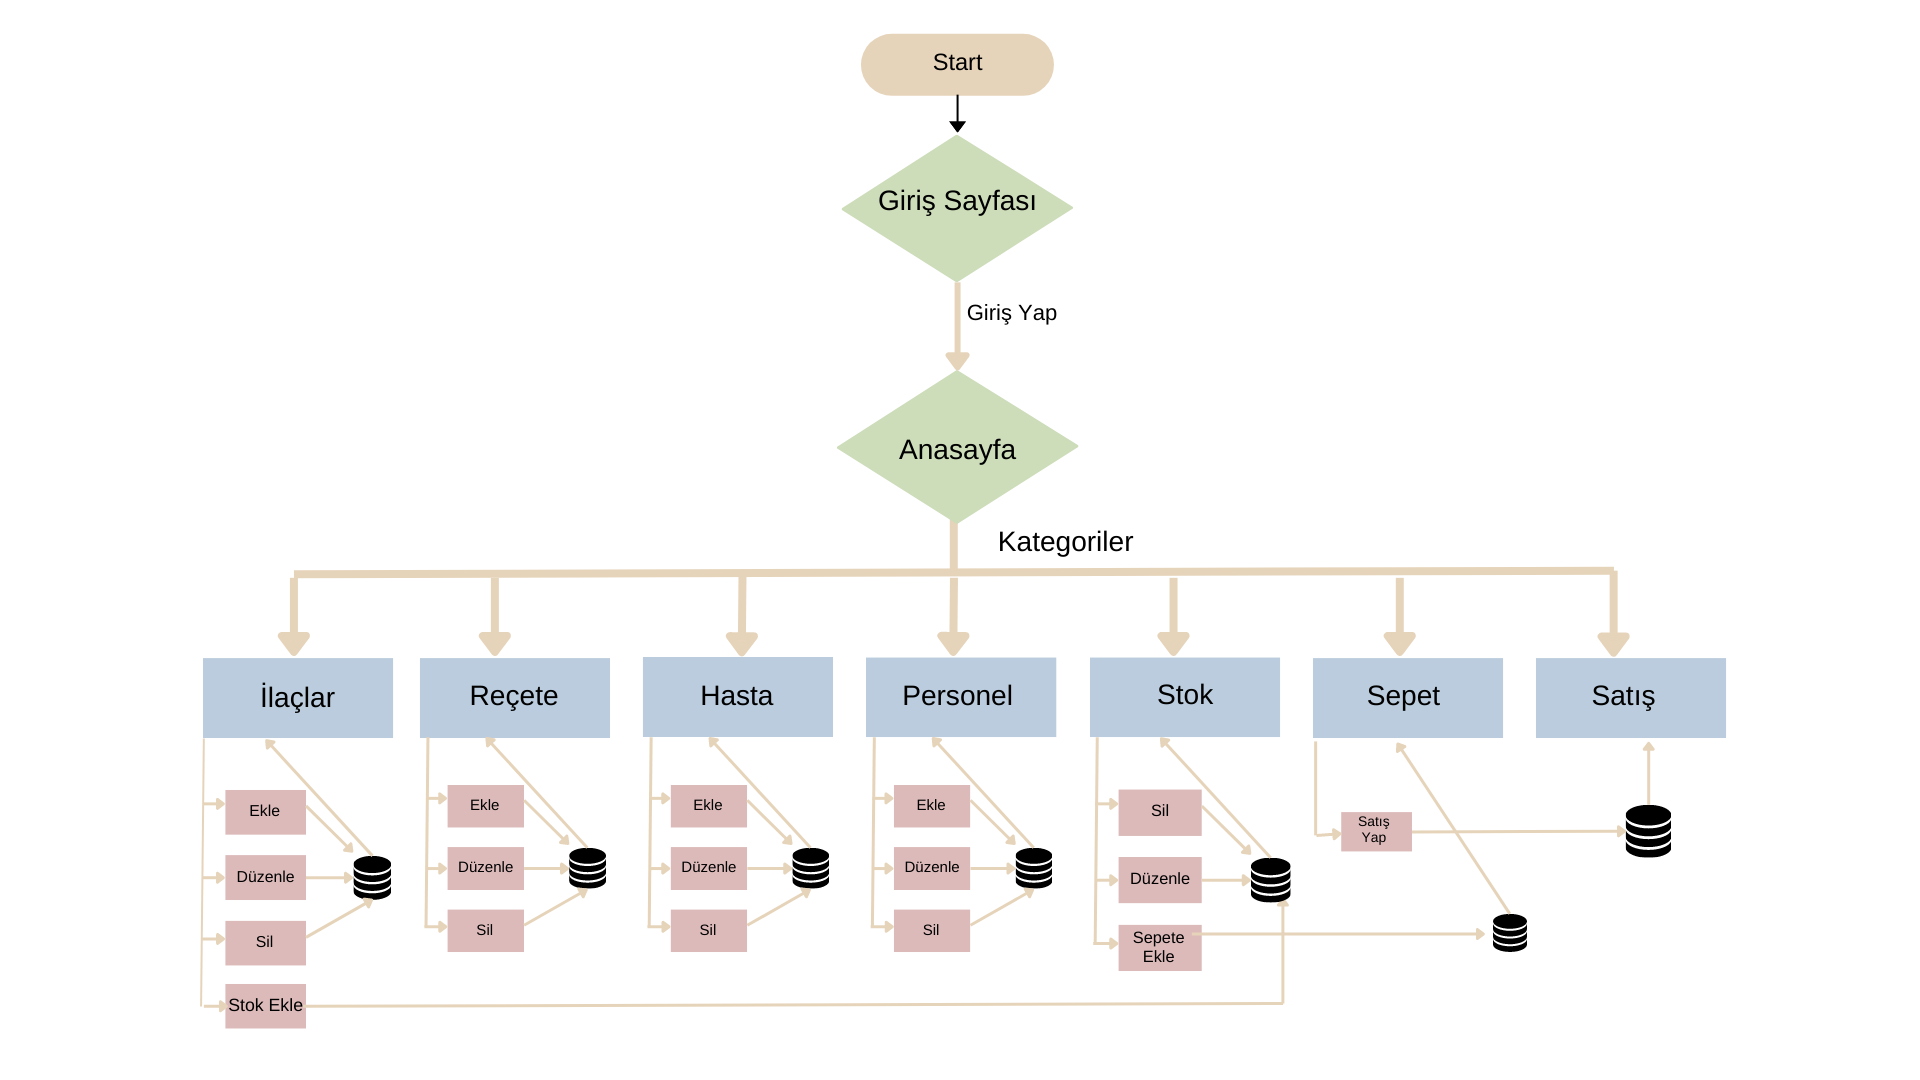 Start
Giriş Sayfası
Giriş Yap
Anasayfa
Kategoriler
İlaçlar
Reçete
Hasta
Personel
Stok
Sepet
Satış
Ekle
Düzenle
Sil
Stok Ekle
Ekle
Düzenle
Sil
Ekle
Düzenle
Sil
Ekle
Düzenle
Sil
Sil
Düzenle
Sepete
Ekle
Satış
Yap